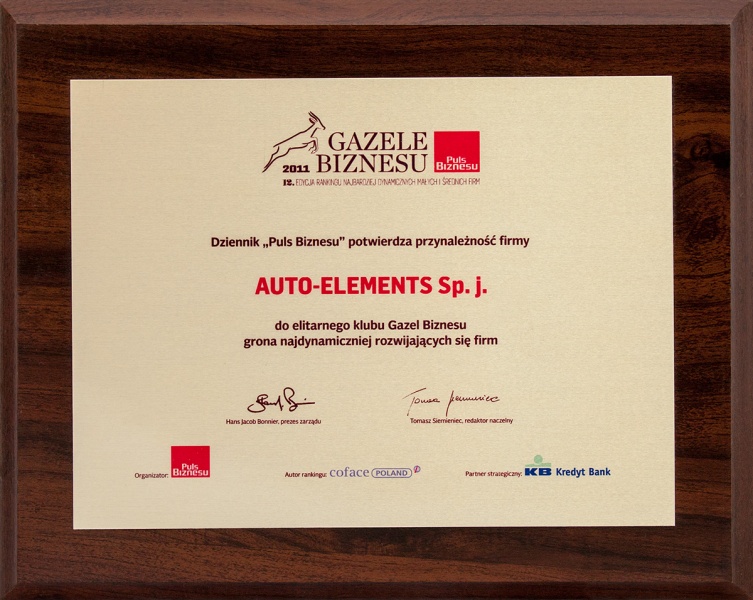 GAZELE
2011 BIZNESU
Puls
Biznesu
12. EDYCJA RANKINGU NAJBARDZIEJ DYNAMICZNYCH MAŁYCH I ŚREDNICH FIRM
Dziennik „Puls Biznesu” potwierdza przynależność firmy
AUTO-ELEMENTS Sp. j.
do elitarnego klubu Gazel Biznesu
grona najdynamiczniej rozwijających się firm
Hans Jacob Bonnier, prezes zarządu
Tomasz Siemieniec, redaktor naczelny
Organizator: Puls
Biznesu
Autor rankingu: coface POLAND
Partner strategiczny: KB Kredyt Bank